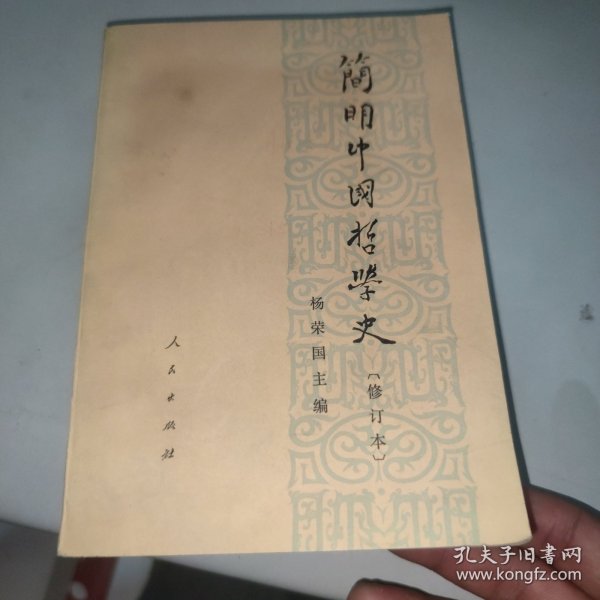 簡明中國哲學史
〔修订本〕
杨荣国主编
人民出版社
孔夫子旧书网
www.kongfz.com